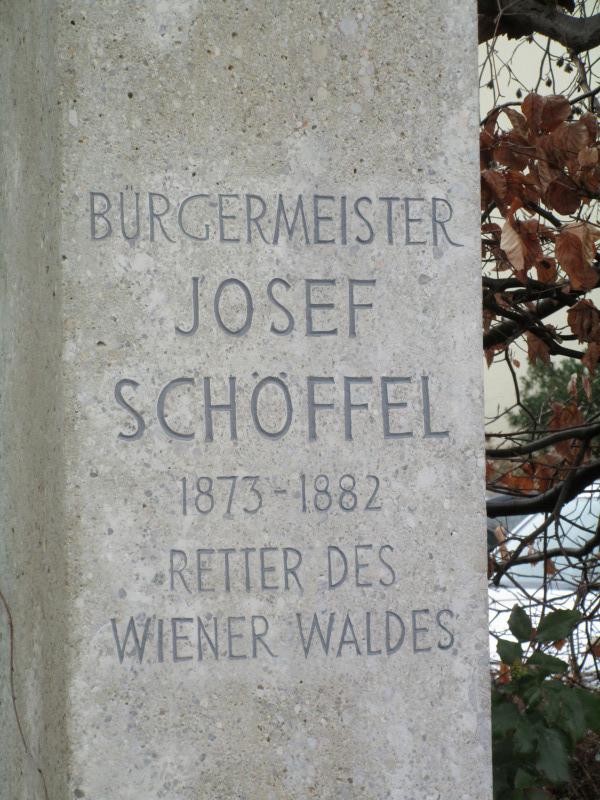 BÜRGERMEISTER
JOSEF
SCHÖFFEL
1873-1882
RETTER DES
WIENER WALDES